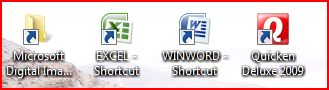 Microsoft
Digital Ima...
EXCEL -
Shortcut
WINWORD -
Shortcut
Quicken
Deluxe 2009